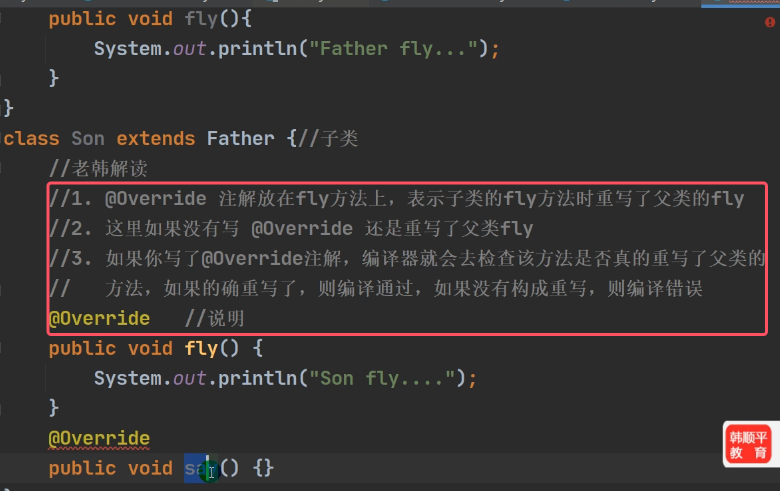 public void fly(){
System.out.println("Father fly...");
}
}
class Son extends Father {//子类
//老韩解读
//1. @Override 注解放在fly方法上，表示子类的fly方法时重写了父类的fly
//2. 这里如果没有写 @Override 还是重写了父类fly
//3. 如果你写了@Override注解，编译器就会去检查该方法是否真的重写了父类的
// 方法，如果的确重写了，则编译通过，如果没有构成重写，则编译错误
@Override //说明
public void fly() {
System.out.println("Son fly....");
}
@Override
public void () {}
韩顺平
教 育